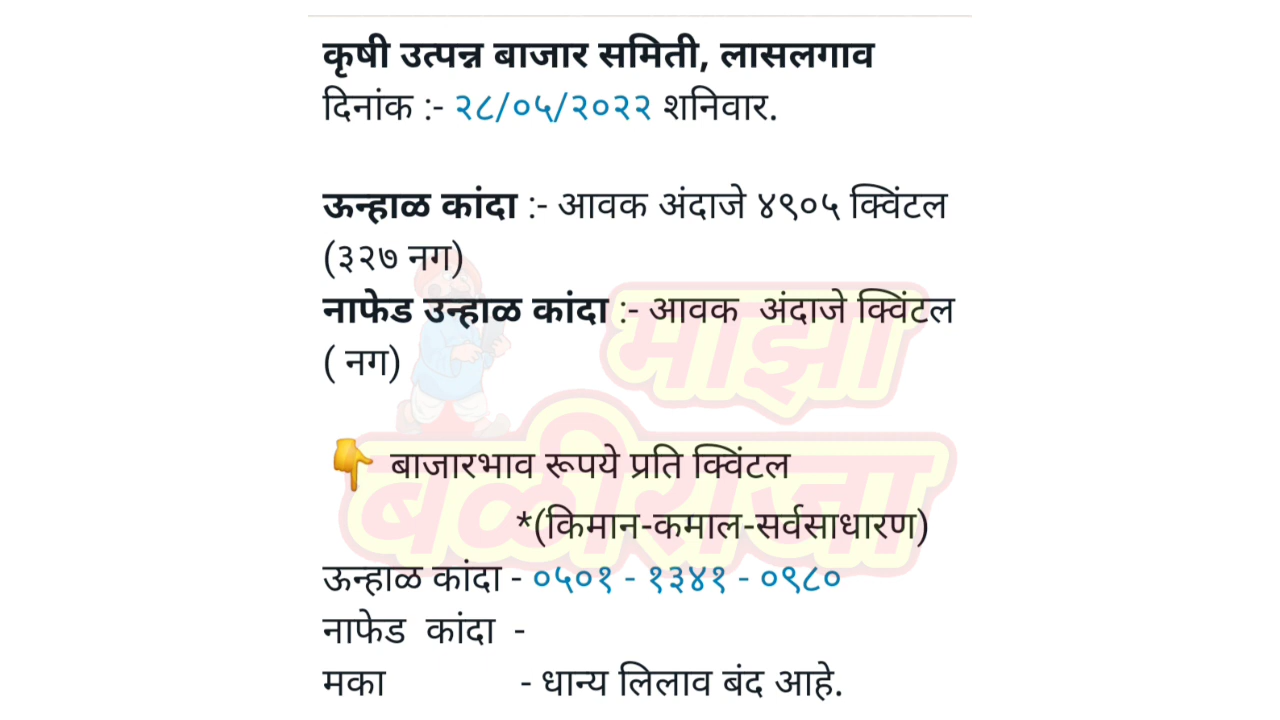 कृषी उत्पन्न बाजार समिती, लासलगाव
दिनांक :- २८/०५/२०२२ शनिवार.
ऊन्हाळ कांदा :- आवक अंदाजे ४९०५ क्विंटल
(३२७ नग)
नाफेड उन्हाळ कांदा :- आवक अंदाजे क्विंटल
( नग)
माझा
बळीराजा
👇 बाजारभाव रूपये प्रति क्विंटल
*(किमान-कमाल-सर्वसाधारण)
ऊन्हाळ कांदा - ०५०१ - १३४१ - ०९८०
नाफेड कांदा -
मका - धान्य लिलाव बंद आहे.